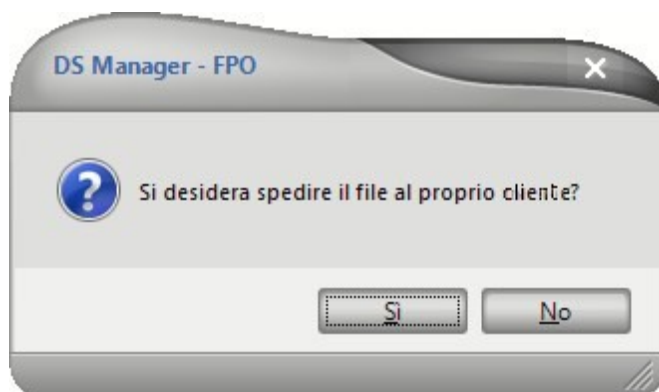 DS Manager - FPO
Si desidera spedire il file al proprio cliente?
Sì
No